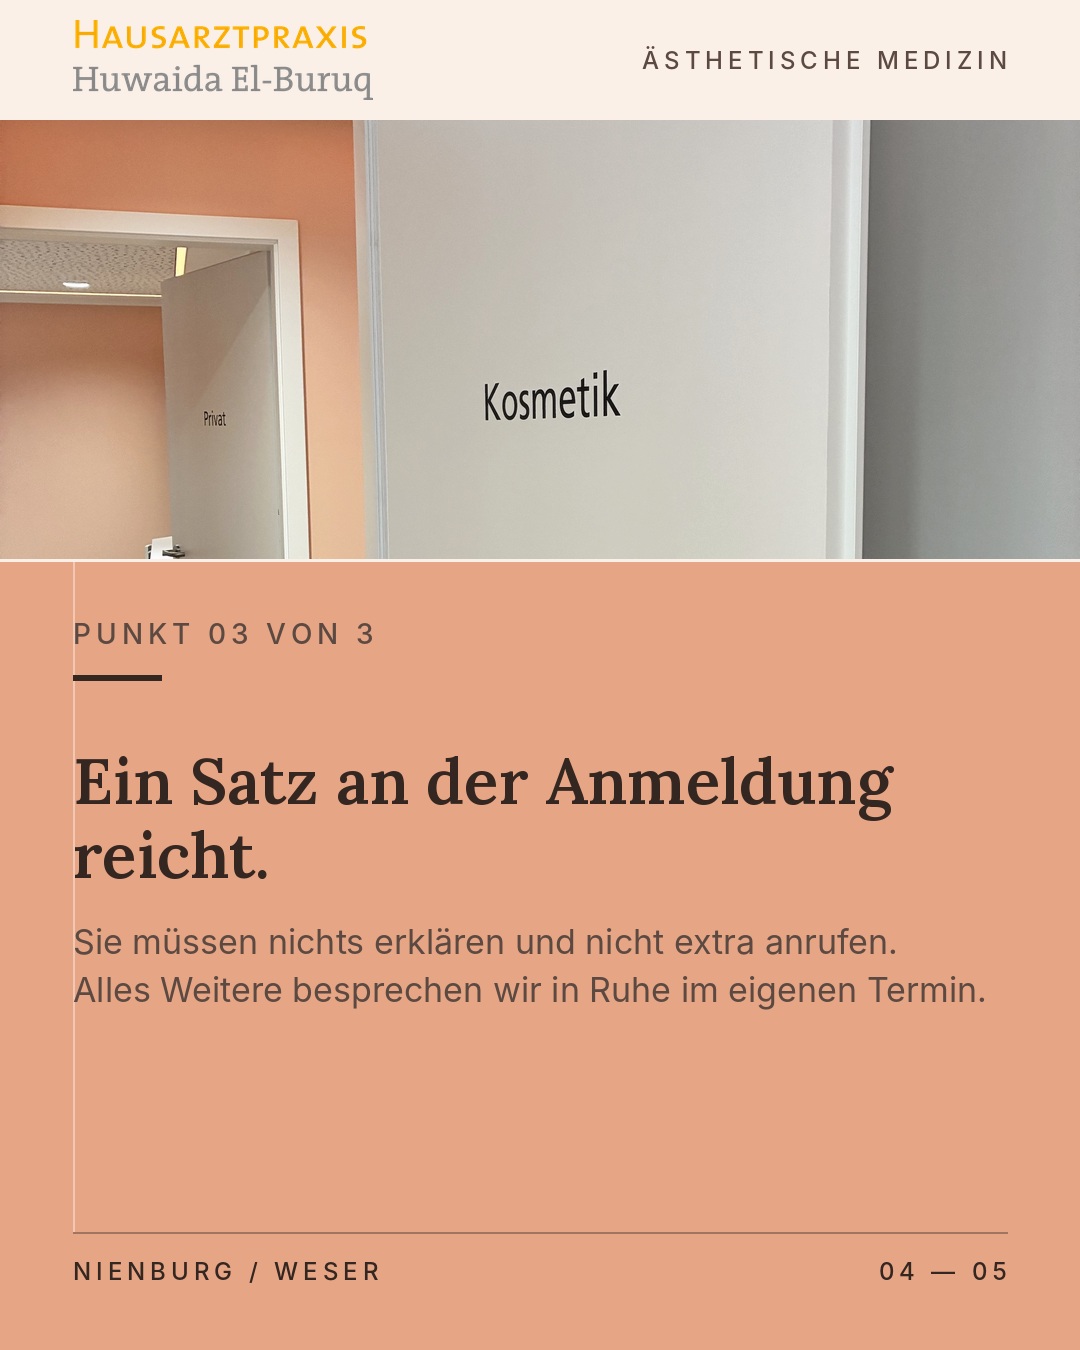 HAUSARZTPRAXIS
Huwaida El-Buruq
ÄSTHETISCHE MEDIZIN
Privat
Kosmetik
PUNKT 03 VON 3
Ein Satz an der Anmeldung
reicht.
Sie müssen nichts erklären und nicht extra anrufen.
Alles Weitere besprechen wir in Ruhe im eigenen Termin.
NIENBURG / WESER
04 — 05